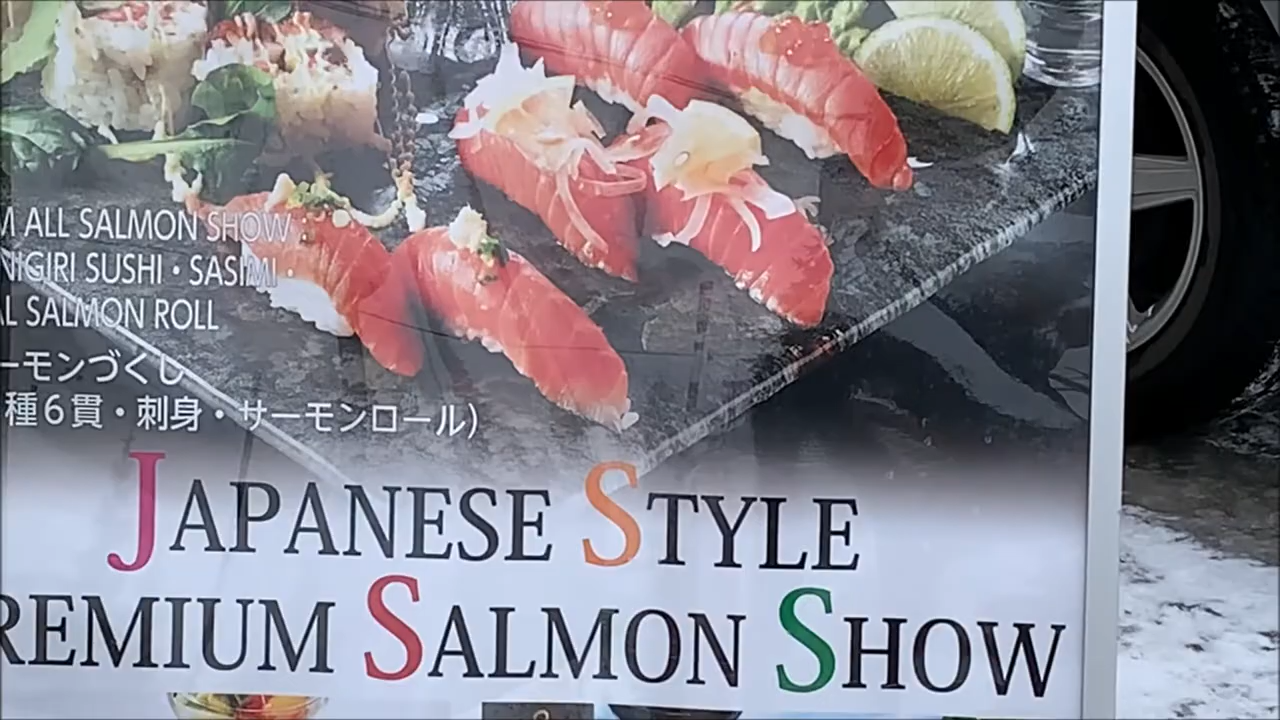 M ALL SALMON SHOW :
NIGIRI SUSHI・SASIMI・
AL SALMON ROLL
ーモンづくし
種6貫・刺身・サーモンロール)
JAPANESE STYLE
REMIUM SALMON SHOW